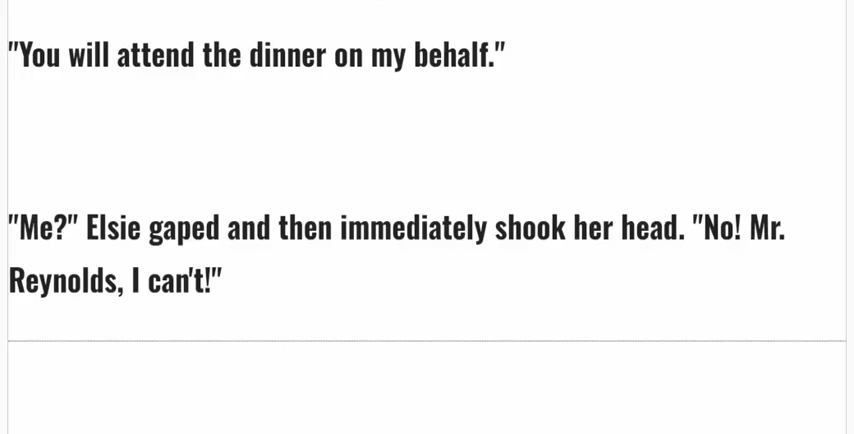 "You will attend the dinner on my behalf."
"Me?" Elsie gaped and then immediately shook her head. "No! Mr.
Reynolds, I can't!"